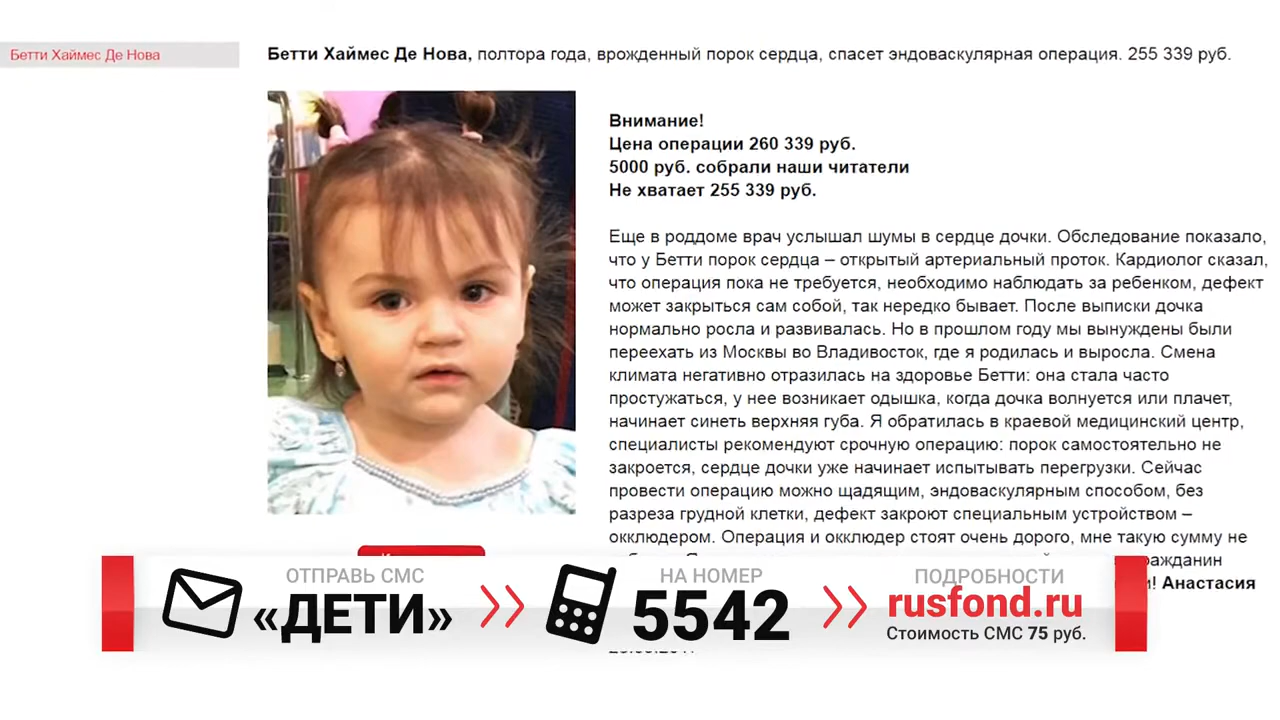 Бетти Хаймес Де Нова
Бетти Хаймес Де Нова, полтора года, врожденный порок сердца, спасет эндоваскулярная операция. 255 339 руб.
Внимание!
Цена операции 260 339 руб.
5000 руб. собрали наши читатели
Не хватает 255 339 руб.
Еще в роддоме врач услышал шумы в сердце дочки. Обследование показало,
что у Бетти порок сердца – открытый артериальный проток. Кардиолог сказал,
что операция пока не требуется, необходимо наблюдать за ребенком, дефект
может закрыться сам собой, так нередко бывает. После выписки дочка
нормально росла и развивалась. Но в прошлом году мы вынуждены были
переехать из Москвы во Владивосток, где я родилась и выросла. Смена
климата негативно отразилась на здоровье Бетти: она стала часто
простужаться, у нее возникает одышка, когда дочка волнуется или плачет,
начинает синеть верхняя губа. Я обратилась в краевой медицинский центр,
специалисты рекомендуют срочную операцию: порок самостоятельно не
закроется, сердце дочки уже начинает испытывать перегрузки. Сейчас
провести операцию можно щадящим, эндоваскулярным способом, без
разреза грудной клетки, дефект закроют специальным устройством –
окклюдером. Операция и окклюдер стоят очень дорого, мне такую сумму не
Анастасия
ОТПРАВЬ СМС
«ДЕТИ»
НА НОМЕР
5542
ПОДРОБНОСТИ
rusfond.ru
Стоимость СМС 75 руб.